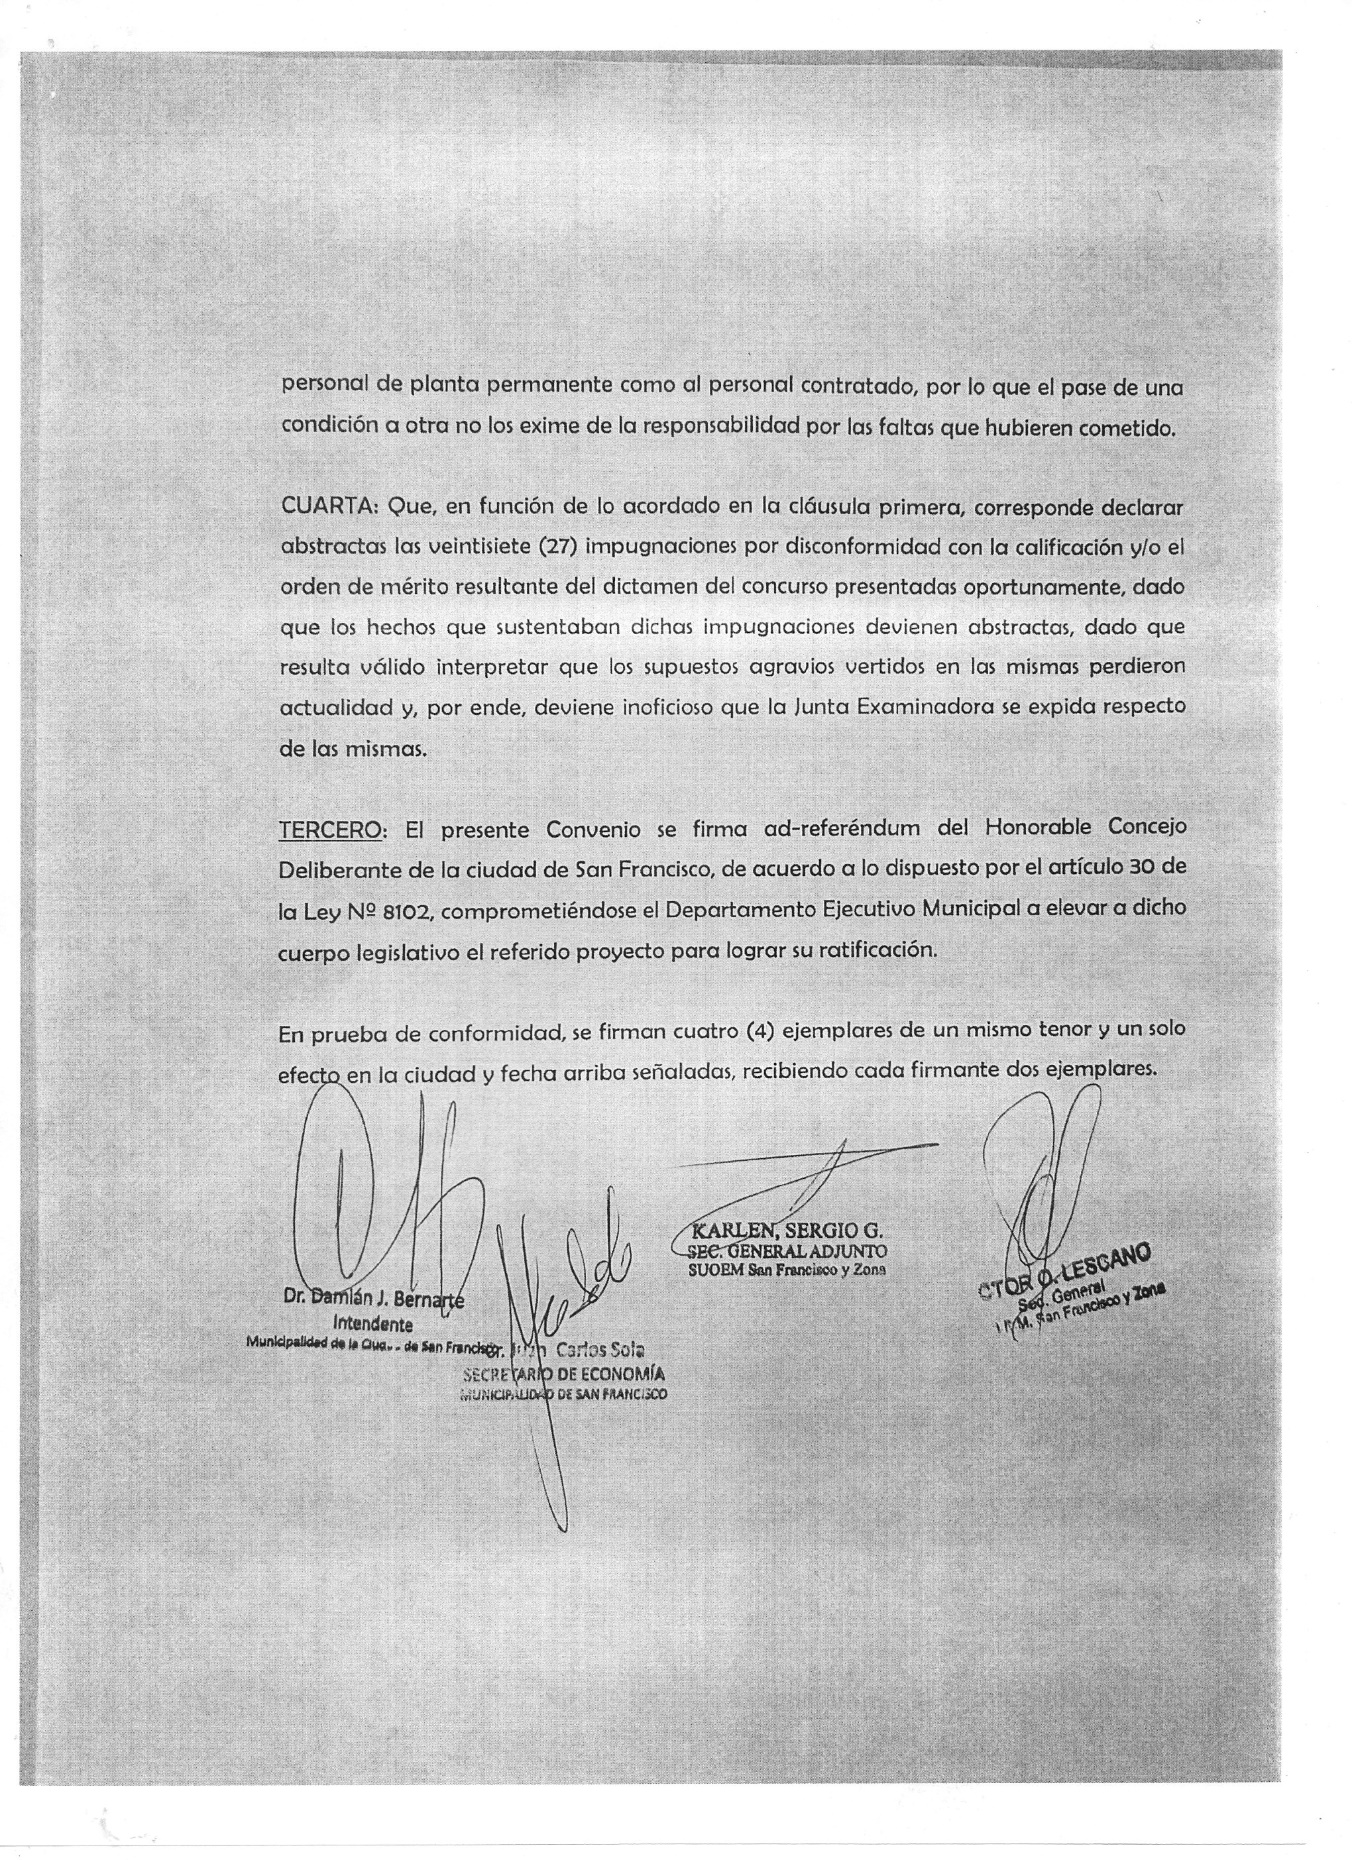 personal de planta permanente como al personal contratado, por lo que el pase de una
condición a otra no los exime de la responsabilidad por las faltas que hubieren cometido.
CUARTA: Que, en función de lo acordado en la cláusula primera, corresponde declarar
abstractas las veintisiete (27) impugnaciones por disconformidad con la calificación y/o el
orden de mérito resultante del dictamen del concurso presentadas oportunamente, dado
que los hechos que sustentaban dichas impugnaciones devienen abstractas, dado que
resulta válido interpretar que los supuestos agravios vertidos en las mismas perdieron
actualidad y, por ende, deviene inoficioso que la Junta Examinadora se expida respecto
de las mismas.
TERCERO: El presente Convenio se firma ad-referéndum del Honorable Concejo
Deliberante de la ciudad de San Francisco, de acuerdo a lo dispuesto por el artículo 30 de
la Ley Nº 8102, comprometiéndose el Departamento Ejecutivo Municipal a elevar a dicho
cuerpo legislativo el referido proyecto para lograr su ratificación.
En prueba de conformidad, se firman cuatro (4) ejemplares de un mismo tenor y un solo
efecto en la ciudad y fecha arriba señaladas, recibiendo cada firmante dos ejemplares.
Dr. Damián J. Bernarte
Intendente
Municipalidad de la de San Francisco
Carlos Sola
SECRETARIO DE ECONOMÍA
MUNICIPALIDAD DE SAN FRANCISCO
KARLEN, SERGIO G.
SEC. GENERAL ADJUNTO
SUOEM San Francisco y Zona
CTOR O. LESCANO
Sec. General
M. San Francisco y Zona